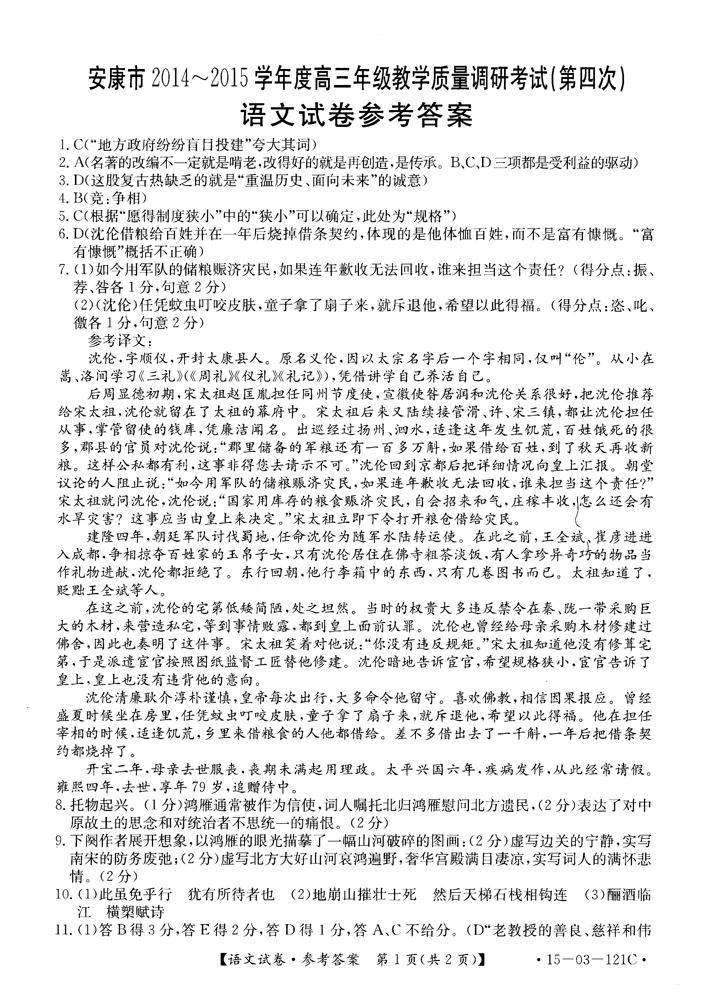 安康市2014～2015学年度高三年级教学质量调研考试(第四次)
语文试卷参考答案
1. C(“地方政府纷纷盲目投建”夸大其词)
2. A(名著的改编不一定就是啃老,改得好的就是再创造,是传承。B、C、D三项都是受利益的驱动)
3. D(这股复古热缺乏的就是“重温历史、面向未来”的诚意)
4. B(竞:争相)
5. C(根据“愿得制度狭小”中的“狭小”可以确定,此处为“规格”)
6. D(沈伦借粮给百姓并在一年后烧掉借条契约,体现的是他体恤百姓,而不是富有慷慨。“富
有慷慨”概括不正确)
7. (1)如今用军队的储粮赈济灾民,如果连年歉收无法回收,谁来担当这个责任?(得分点:振、
荐、咎各1分,句意2分)
(2)(沈伦)任凭蚊虫叮咬皮肤,童子拿了扇子来,就斥退他,希望以此得福。(得分点:恣、叱、
徼各1分,句意2分)
参考译文:
沈伦,字顺仪,开封太康县人。原名义伦,因以太宗名字后一个字相同,仅叫“伦”。从小在
嵩、洛间学习《三礼》(《周礼》《仪礼》《礼记》),凭借讲学自己养活自己。
后周显德初期,宋太祖赵匡胤担任同州节度使,宣徽使昝居润和沈伦关系很好,把沈伦推荐
给宋太祖,沈伦就留在了太祖的幕府中。宋太祖后来又陆续接管滑、许、宋三镇,都让沈伦担任
从事,掌管留使的钱库,凭廉洁闻名。出巡经过扬州、泗水,适逢这年发生饥荒,百姓饿死的很
多,郡县的官员对沈伦说:“郡里储备的军粮还有一百多万斛,如果借给百姓,到了秋天再收新
粮。这样公私都有利,这事非得您去请示不可。”沈伦回到京都后把详细情况向皇上汇报。朝堂
议论的人阻止说:“如今用军队的储粮赈济灾民,如果连年歉收无法回收,谁来担当这个责任?”
宋太祖就问沈伦,沈伦说:“国家用库存的粮食赈济灾民,自会招来和气,庄稼丰收,怎么还会有
水旱灾害?这事应当由皇上来决定。”宋太祖立即下令打开粮仓借给灾民。
建隆四年,朝廷军队讨伐蜀地,任命沈伦为随军水陆转运使。在此之前,王全斌、崔彦进进
入成都,争相掠夺百姓家的玉帛子女,只有沈伦居住在佛寺粗茶淡饭,有人拿珍异奇巧的物品当
作礼物进献,沈伦都拒绝了。东行回朝,他行李箱中的东西,只有几卷图书而已。太祖知道了,
贬黜王全斌等人。
在这之前,沈伦的宅第低矮简陋,处之坦然。当时的权贵大多违反禁令在秦、陇一带采购巨
大的木材,来营造私宅,等到事情败露,都到皇上面前认罪。沈伦也曾经给母亲采购木材修建过
佛舍,因此也奏明了这件事。宋太祖笑着对他说:“你没有违反规矩。”宋太祖知道他没有修葺宅
第,于是派遣宦官按照图纸监督工匠替他修建。沈伦暗地告诉宦官,希望规格狭小,宦官告诉了
皇上,皇上也没有违背他的意向。
沈伦清廉耿介淳朴谨慎,皇帝每次出行,大多命令他留守。喜欢佛教,相信因果报应。曾经
盛夏时候坐在房里,任凭蚊虫叮咬皮肤,童子拿了扇子来,就斥退他,希望以此得福。他在担任
宰相的时候,适逢饥荒,乡里来借粮食的人他都借给。差不多借出去了一千斛,一年后把借条契
约都烧掉了。
开宝二年,母亲去世服丧,丧期未满起用理政。太平兴国六年,疾病发作,从此经常请假。
雍熙四年,去世,享年79岁,追赠侍中。
8. 托物起兴。(1分)鸿雁通常被作为信使,词人嘱托北归鸿雁慰问北方遗民,(2分)表达了对中
原故土的思念和对统治者不思统一的痛恨。(2分)
9. 下阕作者展开想象,以鸿雁的眼光描摹了一幅山河破碎的图画:(2分)虚写边关的宁静,实写
南宋的防务废弛;(2分)虚写北方大好山河哀鸿遍野,奢华宫殿满目凄凉,实写词人的满怀悲
情。(2分)
10. (1)此虽免乎行　犹有所待者也　(2)地崩山摧壮士死　然后天梯石栈相钩连　(3)酾酒临
江　横槊赋诗
11. (1)答B得3分,答E得2分,答D得1分,答A、C不给分。(D“老教授的善良、慈祥和伟
【语文试卷·参考答案　第1页(共2页)】　·15－03－121C·